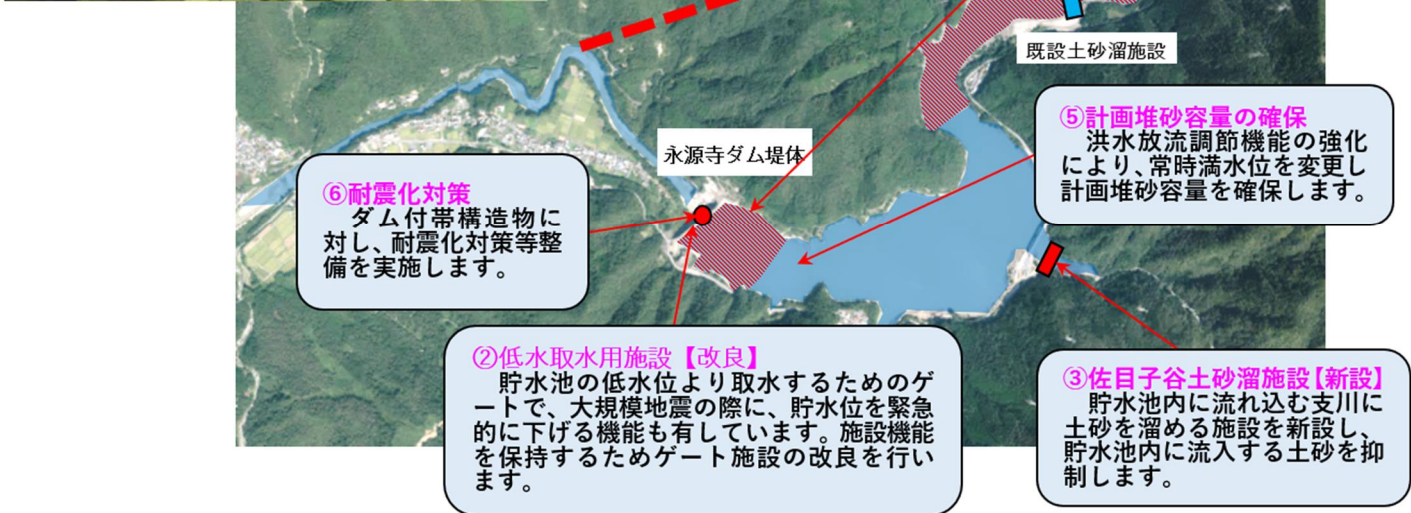 既設土砂溜施設
⑤計画堆砂容量の確保
洪水放流調節機能の強化
により、常時満水位を変更し
計画堆砂容量を確保します。
永源寺ダム堤体
⑥耐震化対策
ダム付帯構造物に
対し、耐震化対策等整
備を実施します。
②低水取水用施設【改良】
貯水池の低水位より取水するためのゲ
ートで、大規模地震の際に、貯水位を緊急
的に下げる機能も有しています。施設機能
を保持するためゲート施設の改良を行い
ます。
③佐目子谷土砂溜施設【新設】
貯水池内に流れ込む支川に
土砂を溜める施設を新設し、
貯水池内に流入する土砂を抑
制します。